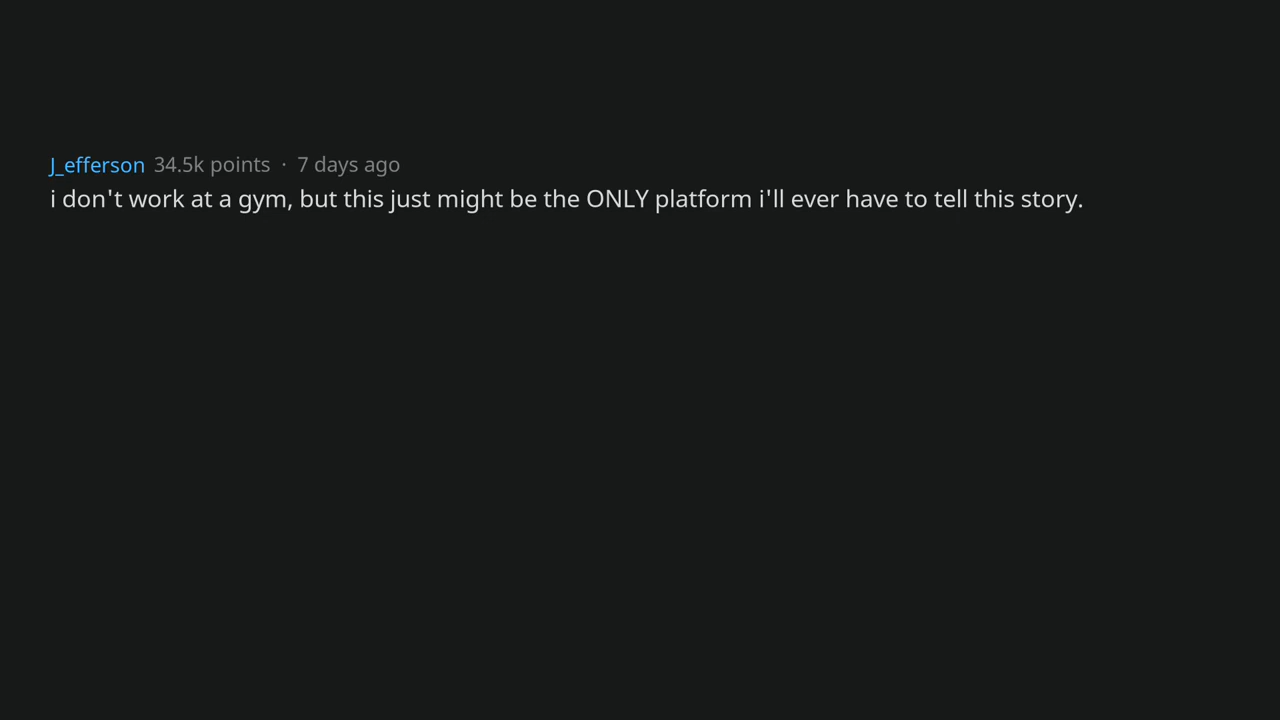 J_efferson 34.5k points · 7 days ago
i don't work at a gym, but this just might be the ONLY platform i'll ever have to tell this story.